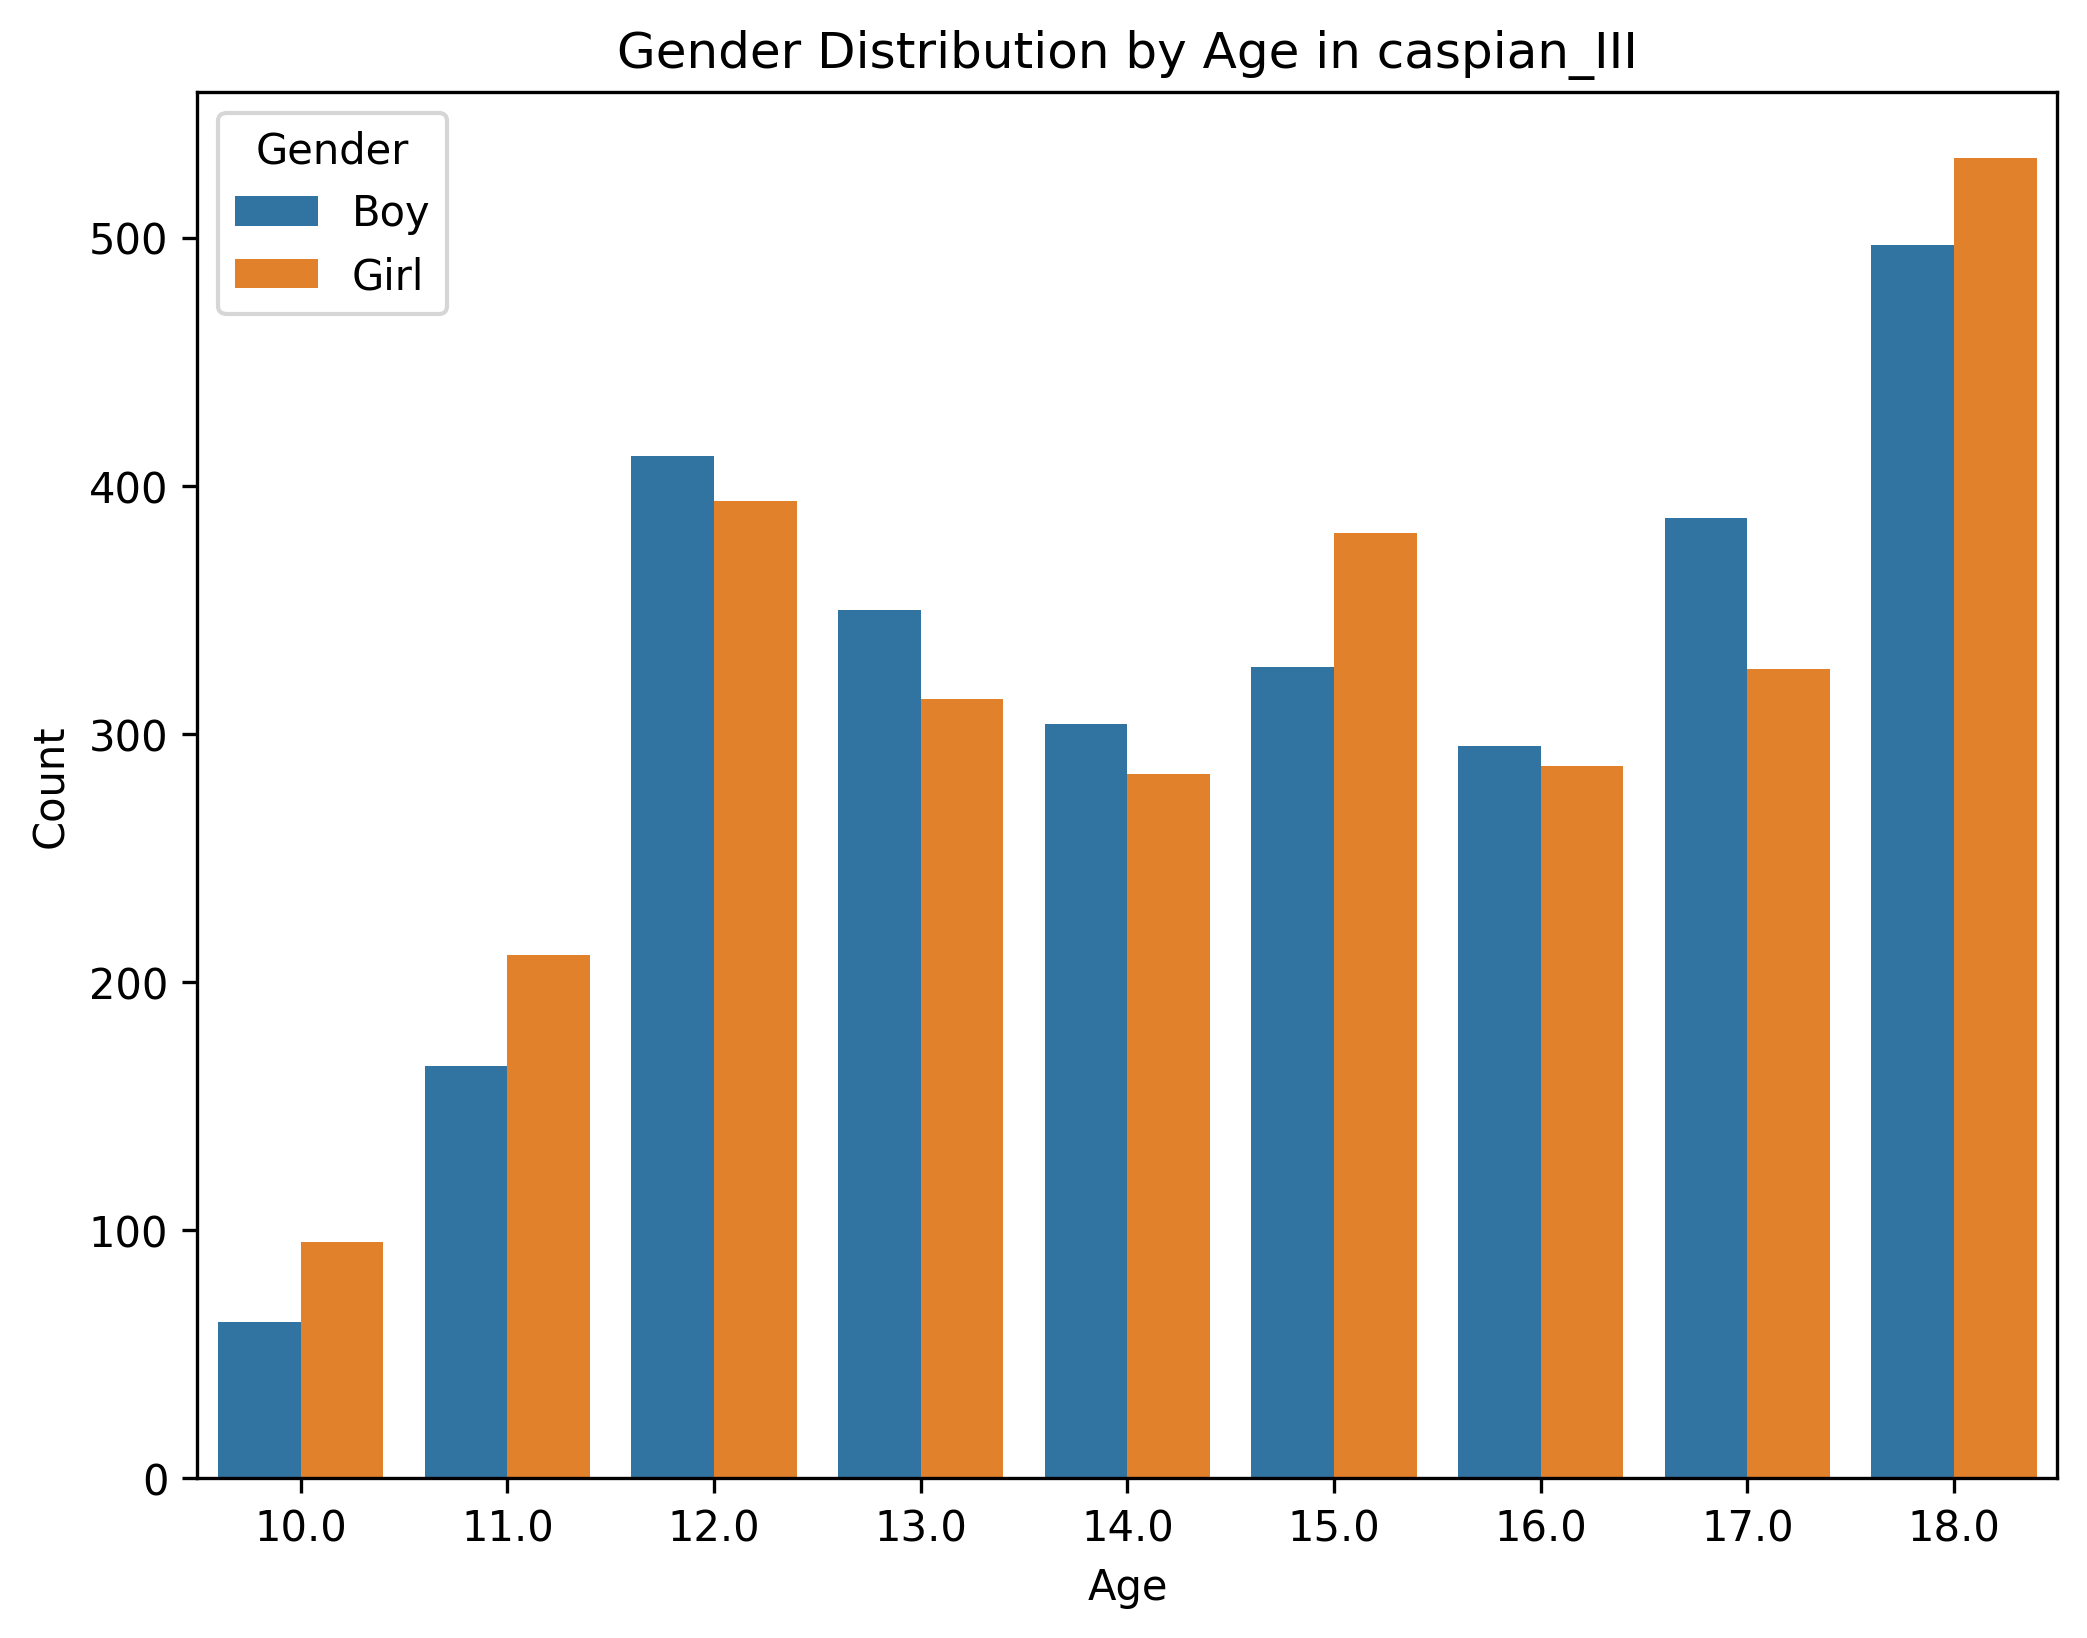 Gender Distribution by Age in caspian_III
Gender
Boy
Girl
500
400
300
200
100
0
Count
10.0 11.0 12.0 13.0 14.0 15.0 16.0 17.0 18.0
Age